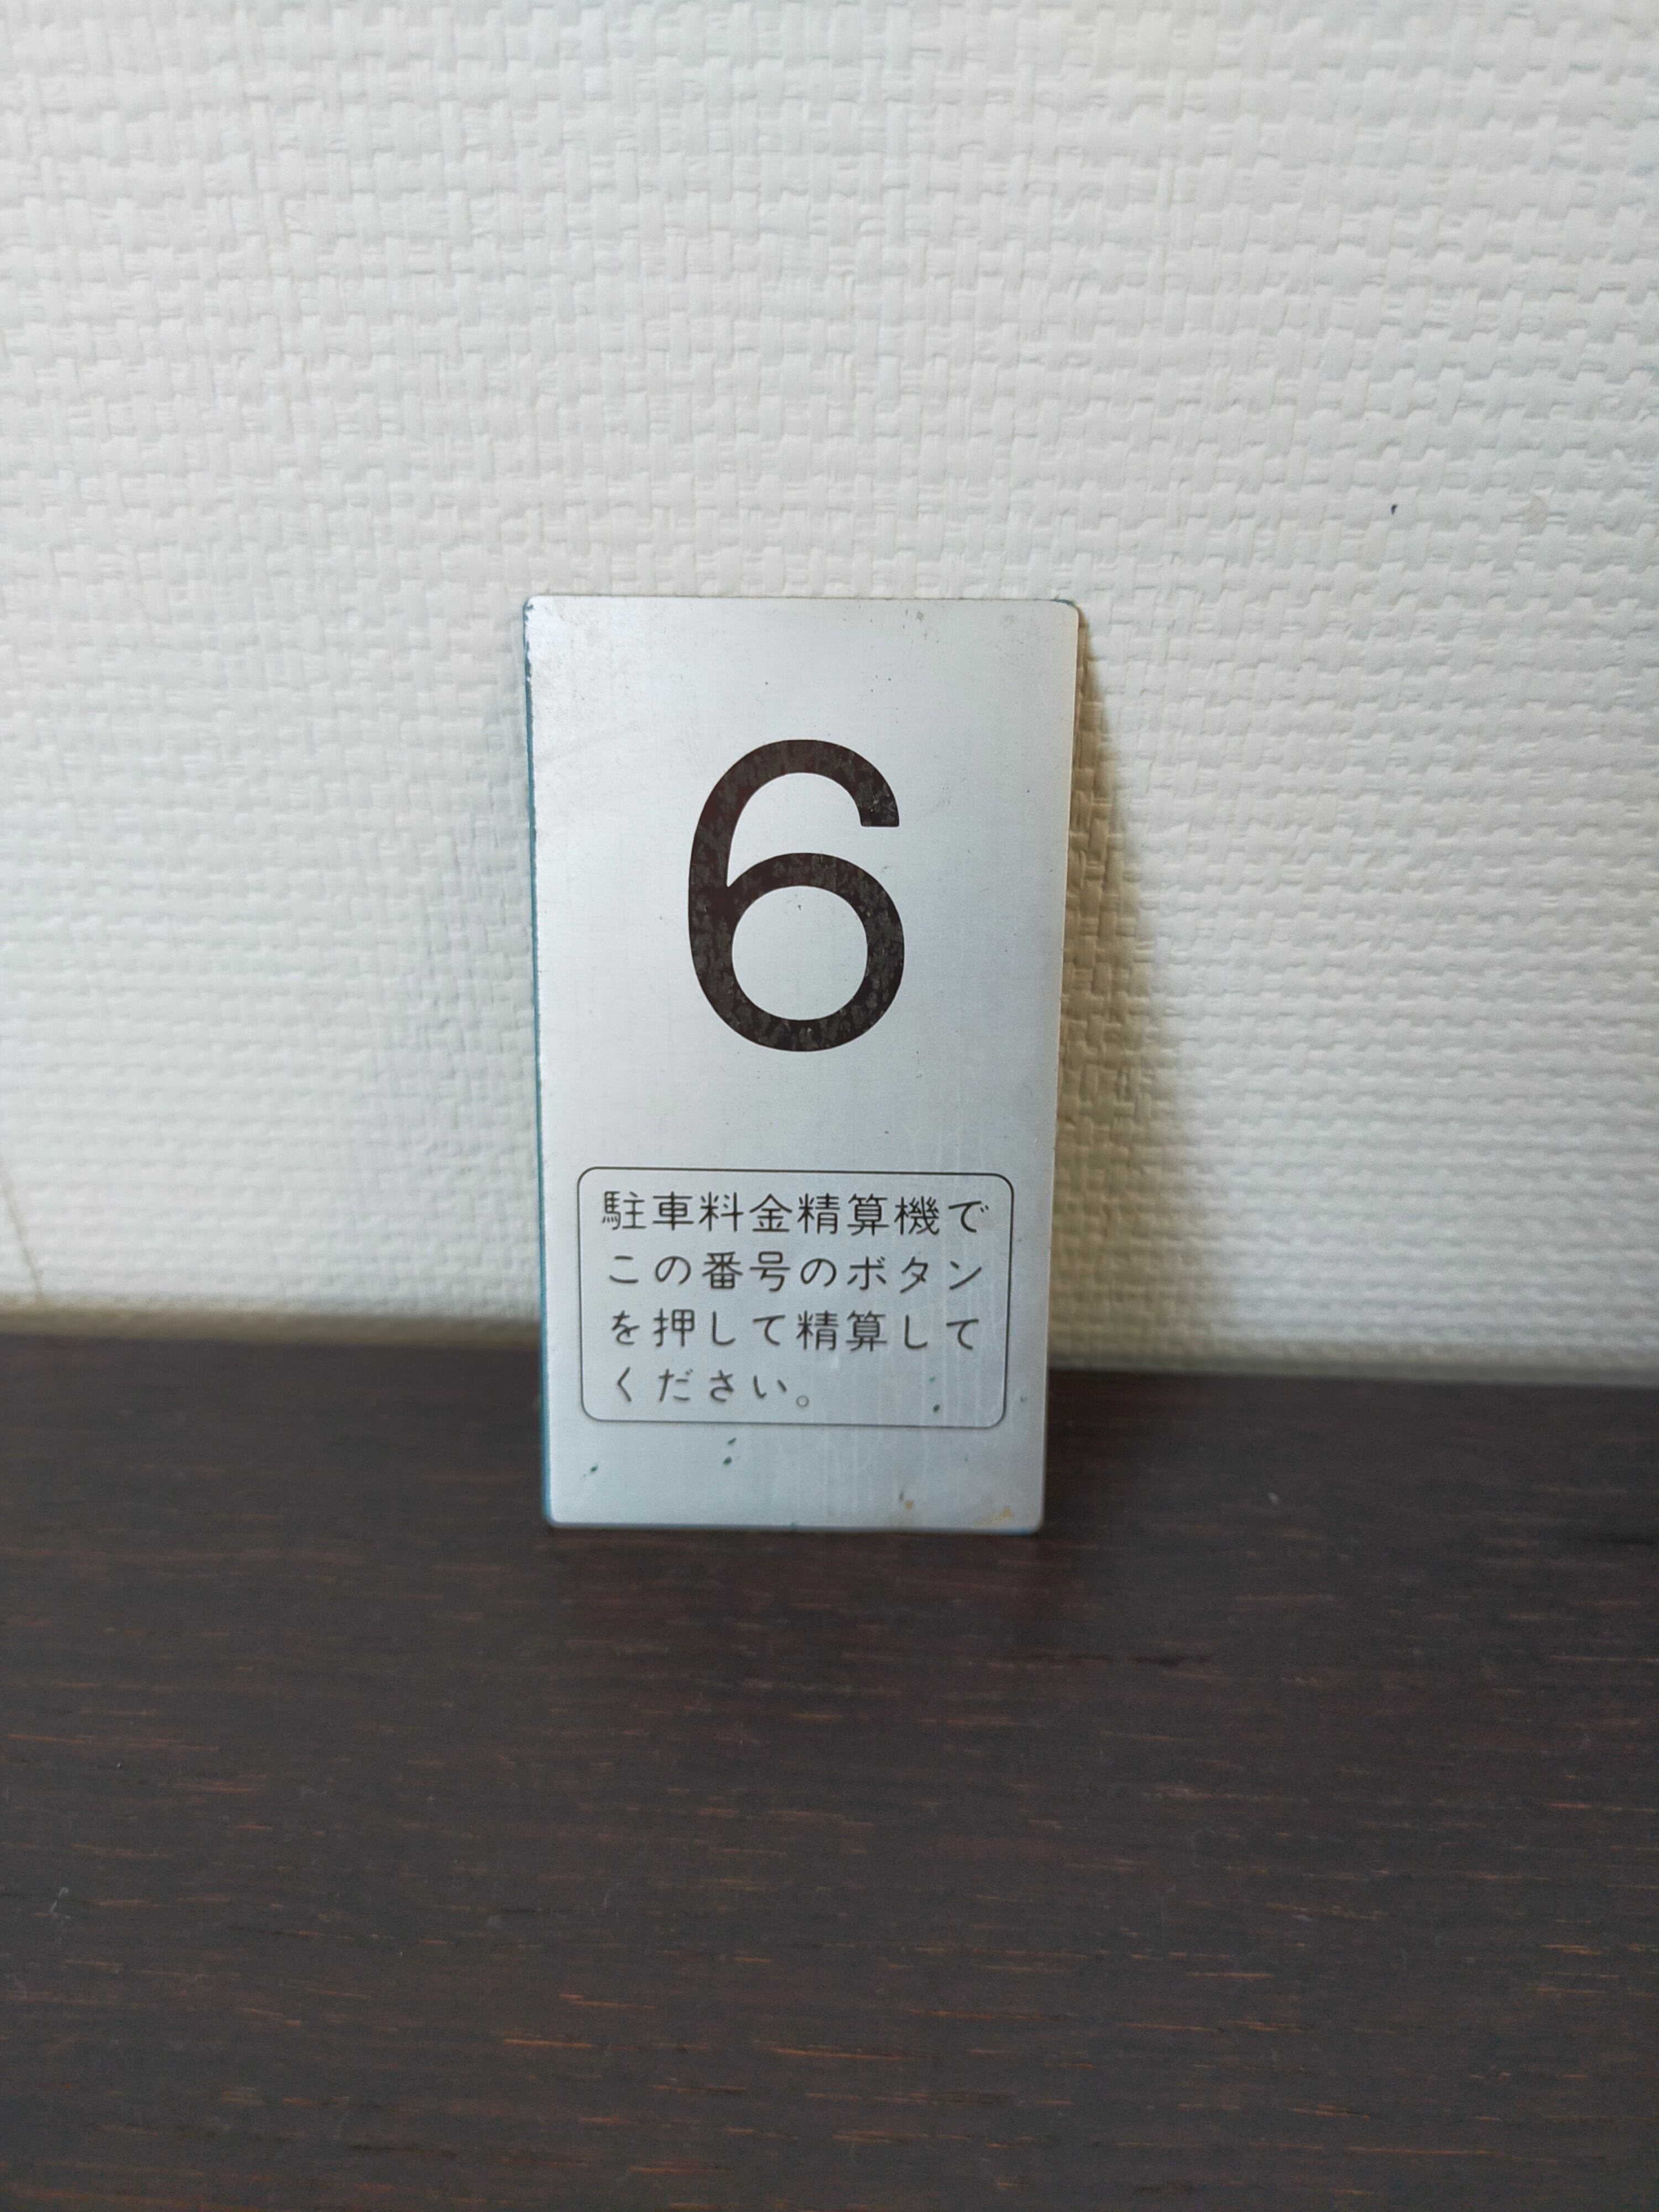 6
駐車料金精算機で
この番号のボタン
を押して精算して
ください。